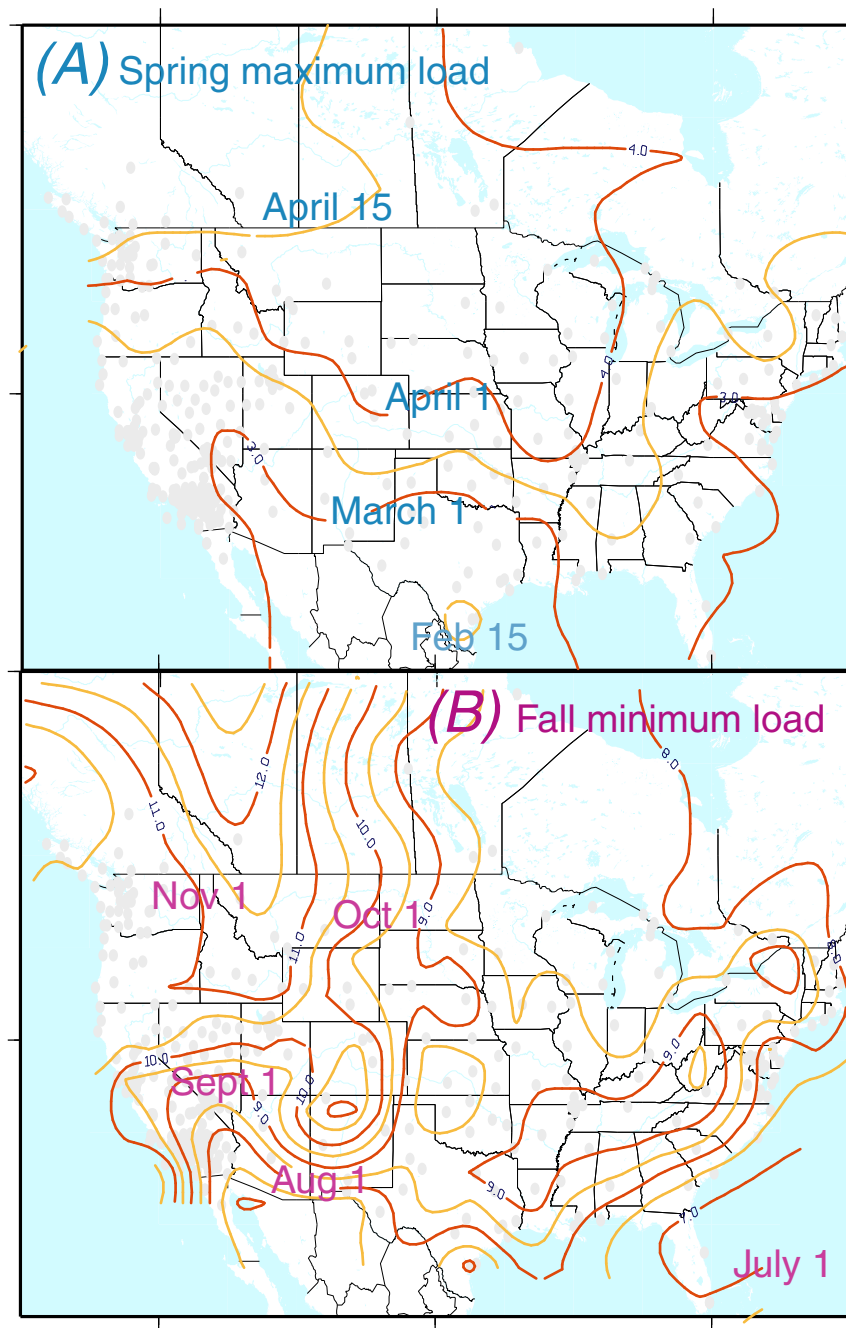 (A) Spring maximum load
4.0
April 15
4.0
April 1
3.0
3.0
March 1
Feb 15
(B) Fall minimum load
8.0
12.0
11.0
10.0
Nov 1
Oct 1
9.0
11.0
8.0
10.0
9.0
Sept 1
10.0
9.0
Aug 1
9.0
7.0
July 1